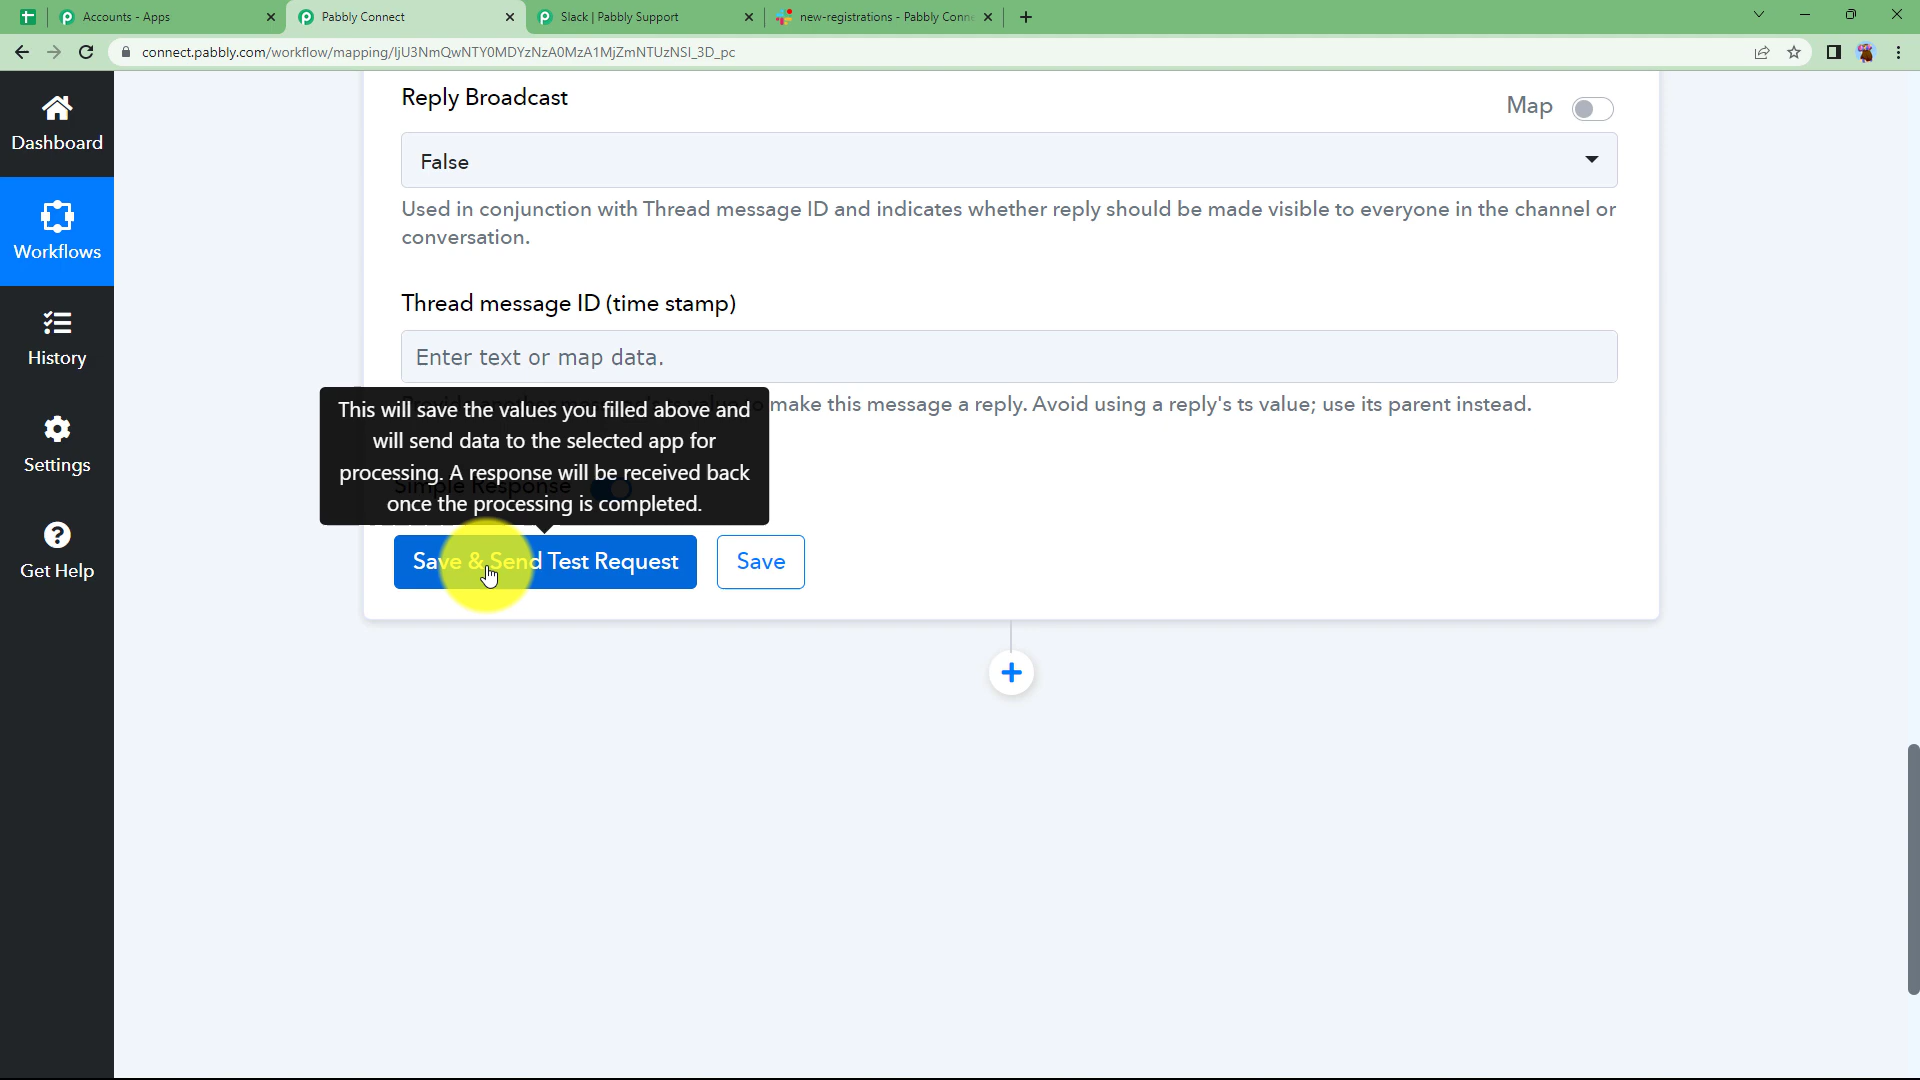 Accounts - Apps
Pabbly Connect
Slack | Pabbly Support
new-registrations - Pabbly Conne
connect.pabbly.com/workflow/mapping/IjU3NmQwNTY0MDYzNzA0MzA1MjZmNTUzNSI_3D_pc
Dashboard
Workflows
History
Settings
Get Help
Reply Broadcast
Map
False
Used in conjunction with Thread message ID and indicates whether reply should be made visible to everyone in the channel or
conversation.
Thread message ID (time stamp)
Enter text or map data.
make this message a reply. Avoid using a reply's ts value; use its parent instead.
This will save the values you filled above and
will send data to the selected app for
processing. A response will be received back
once the processing is completed.
Simple Response
Save & Send Test Request
Save